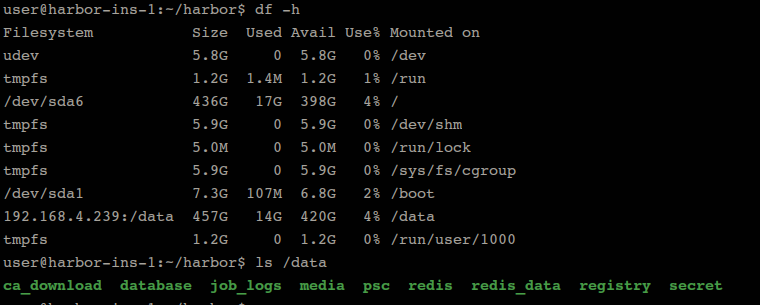 user@harbor-ins-1:~/harbor$ df -h
Filesystem           Size  Used Avail Use% Mounted on
udev                 5.8G     0  5.8G   0% /dev
tmpfs                1.2G  1.4M  1.2G   1% /run
/dev/sda6            436G   17G  398G   4% /
tmpfs                5.9G     0  5.9G   0% /dev/shm
tmpfs                5.0M     0  5.0M   0% /run/lock
tmpfs                5.9G     0  5.9G   0% /sys/fs/cgroup
/dev/sda1            7.3G  107M  6.8G   2% /boot
192.168.4.239:/data  457G   14G  420G   4% /data
tmpfs                1.2G     0  1.2G   0% /run/user/1000
user@harbor-ins-1:~/harbor$ ls /data
ca_download  database  job_logs  media  psc  redis  redis_data  registry  secret